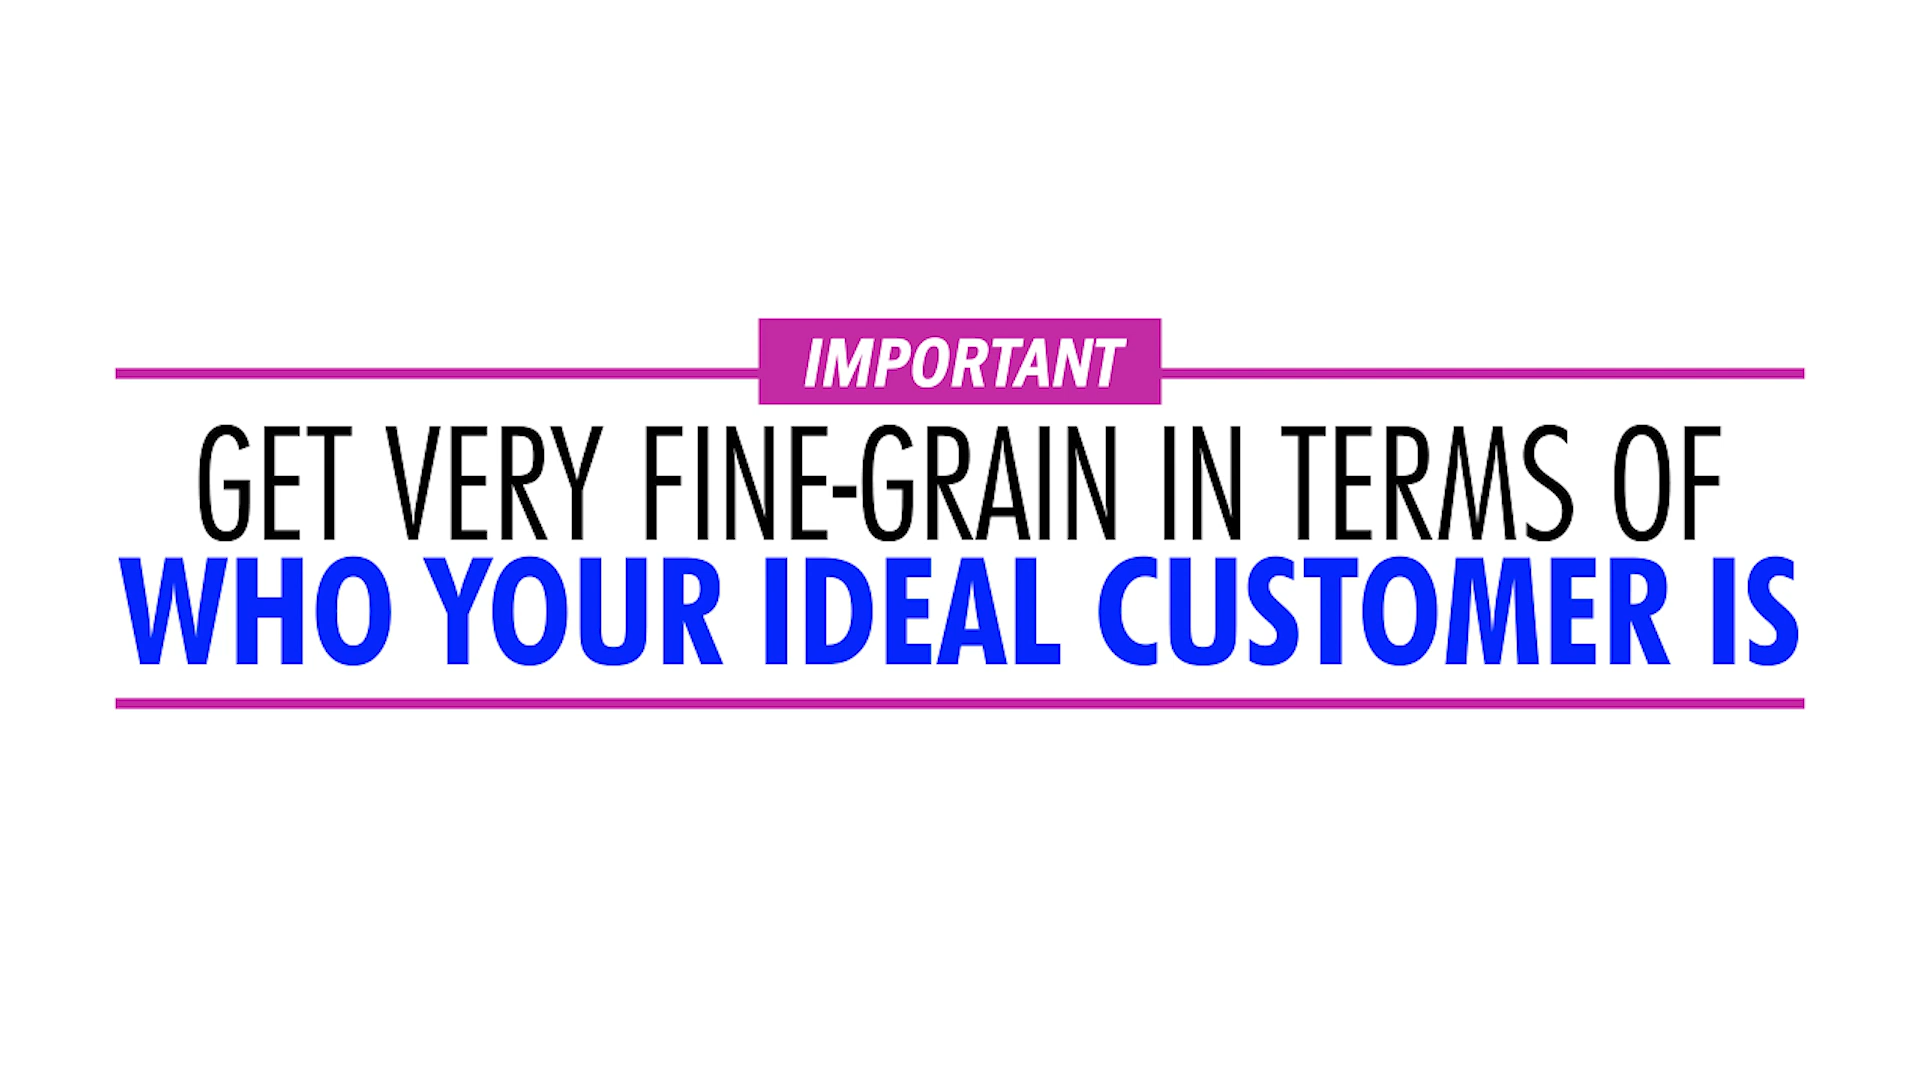 IMPORTANT
GET VERY FINE-GRAIN IN TERMS OF
WHO YOUR IDEAL CUSTOMER IS